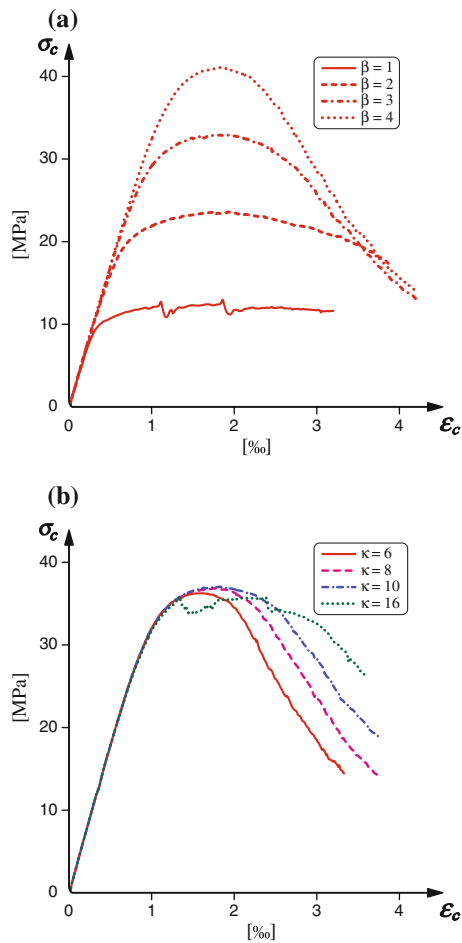 (a)
σc
40
30
20
10
0
[MPa]
β = 1
β = 2
β = 3
β = 4
0 1 2 3 4
εc
[‰]
(b)
σc
40
30
20
10
0
[MPa]
κ = 6
κ = 8
κ = 10
κ = 16
0 1 2 3 4
εc
[‰]